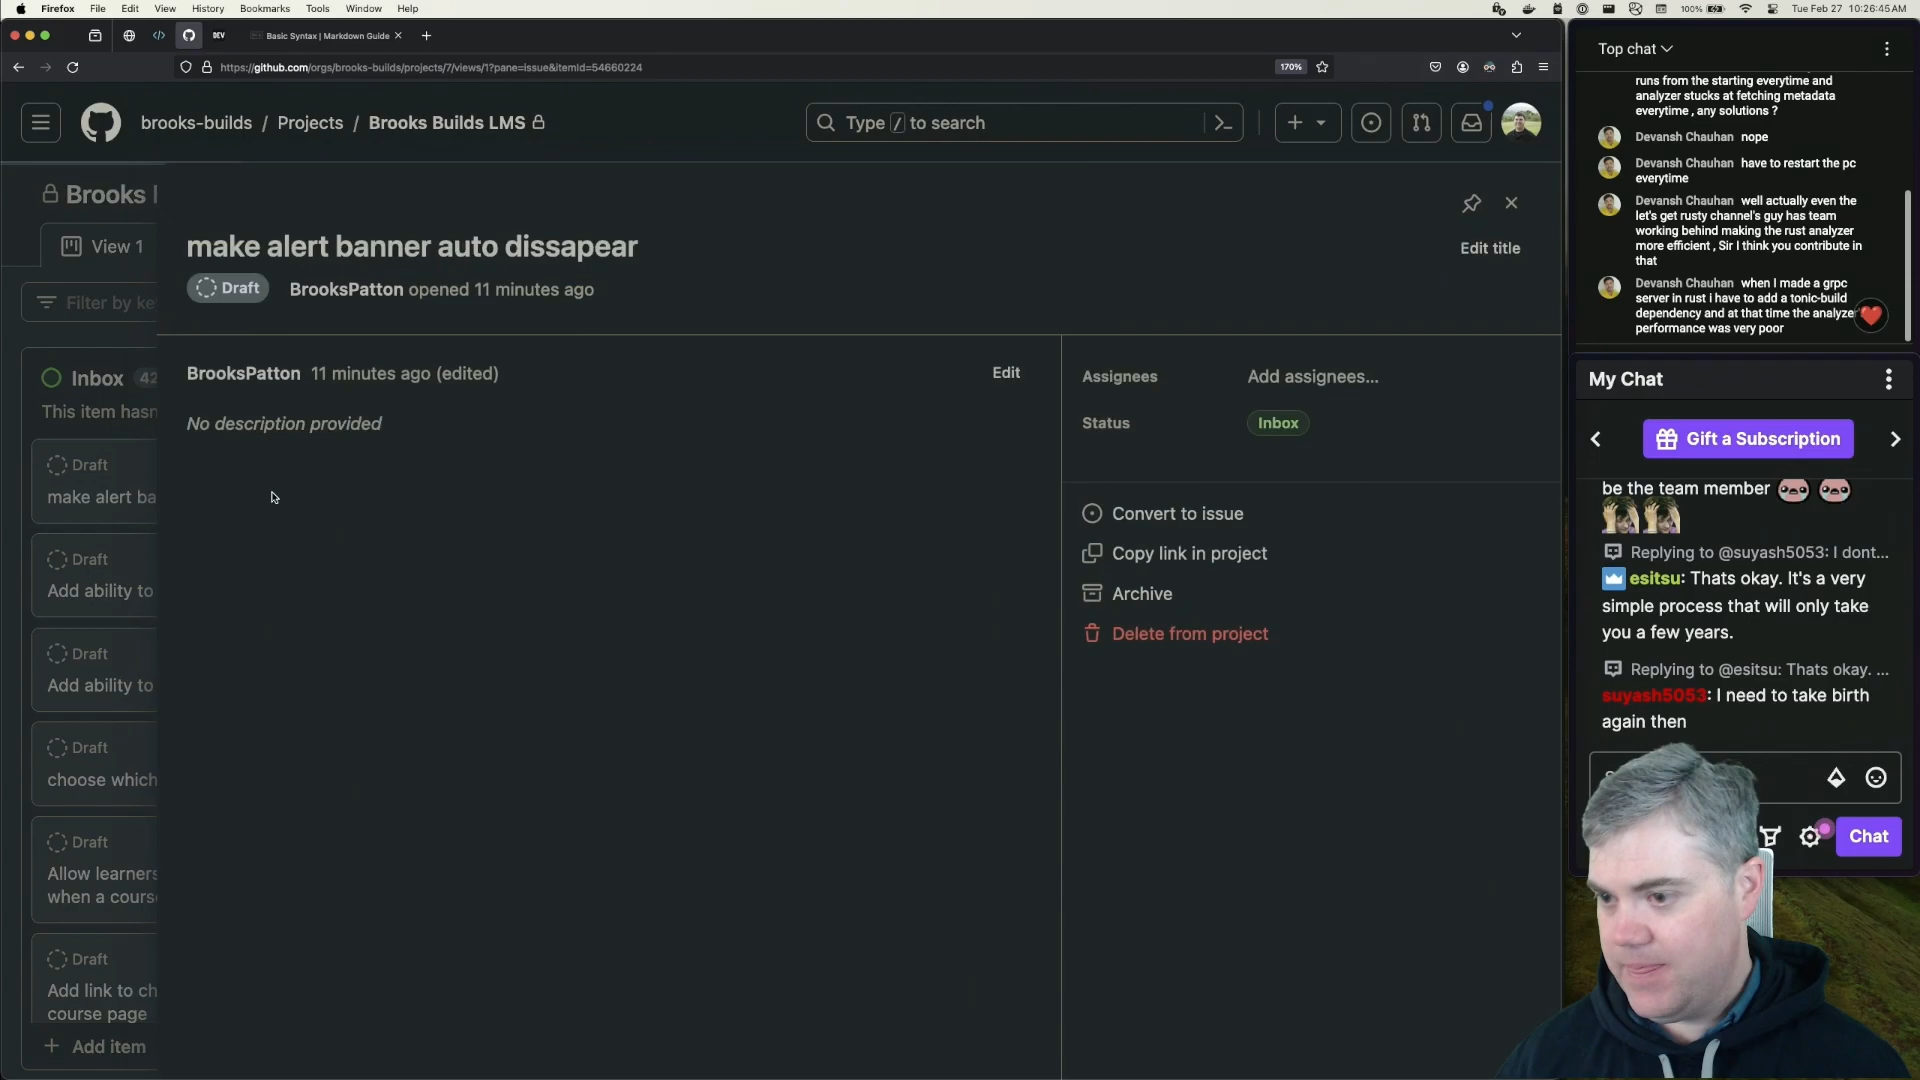 Firefox File Edit View History Bookmarks Tools Window Help
100% Tue Feb 27 10:26:45 AM
DEV Basic Syntax | Markdown Guide
https://github.com/orgs/brooks-builds/projects/7/views/1?pane=issue&itemId=54660224
170%
brooks-builds / Projects / Brooks Builds LMS
Type / to search
Brooks
View 1
Filter by ke
Inbox 42
This item hasn
Draft
make alert ba
Draft
Add ability to
Draft
Add ability to
Draft
choose which
Draft
Allow learners
when a cours
Draft
Add link to ch
course page
+ Add item
make alert banner auto dissapear
Edit title
Draft
BrooksPatton opened 11 minutes ago
BrooksPatton 11 minutes ago (edited)
Edit
No description provided
Assignees
Add assignees...
Status
Inbox
Convert to issue
Copy link in project
Archive
Delete from project
Top chat
runs from the starting everytime and
analyzer stucks at fetching metadata
everytime , any solutions ?
Devansh Chauhan nope
Devansh Chauhan have to restart the pc
everytime
Devansh Chauhan well actually even the
let's get rusty channel's guy has team
working behind making the rust analyzer
more efficient , Sir I think you contribute in
that
Devansh Chauhan when I made a grpc
server in rust i have to add a tonic-build
dependency and at that time the analyzer
performance was very poor
My Chat
Gift a Subscription
be the team member
Replying to @suyash5053: I dont...
esitsu: Thats okay. It's a very
simple process that will only take
you a few years.
Replying to @esitsu: Thats okay. ...
suyash5053: I need to take birth
again then
Chat